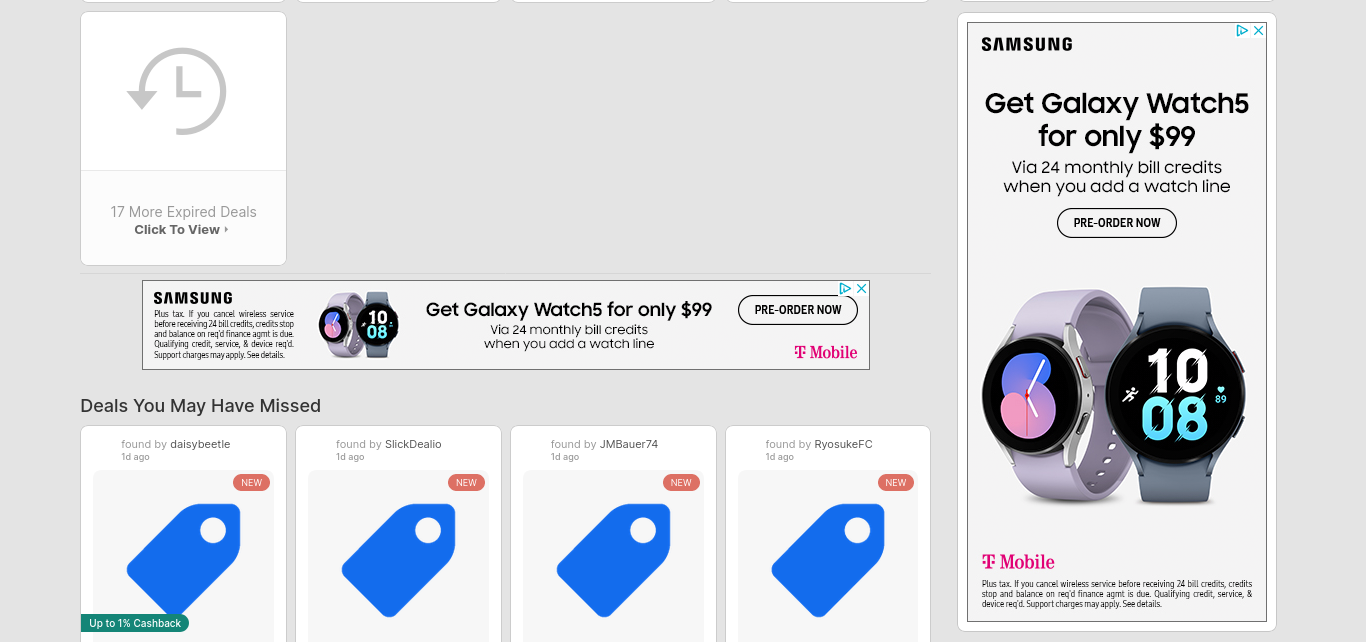 17 More Expired Deals
Click To View
SAMSUNG
Plus tax. If you cancel wireless service
before receiving 24 bill credits, credits stop
and balance on req'd finance agmt is due.
Qualifying credit, service, & device req'd.
Support charges may apply. See details.
10
08
Get Galaxy Watch5 for only $99
Via 24 monthly bill credits
when you add a watch line
PRE-ORDER NOW
T Mobile
Deals You May Have Missed
found by daisybeetle
1d ago
NEW
Up to 1% Cashback
found by SlickDealio
1d ago
NEW
found by JMBauer74
1d ago
NEW
found by RyosukeFC
1d ago
NEW
SAMSUNG
Get Galaxy Watch5
for only $99
Via 24 monthly bill credits
when you add a watch line
PRE-ORDER NOW
10
08
89
T Mobile
Plus tax. If you cancel wireless service before receiving 24 bill credits, credits
stop and balance on req'd finance agmt is due. Qualifying credit, service, &
device req'd. Support charges may apply. See details.